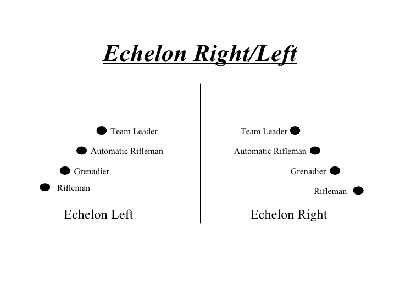 Echelon Right/Left
Team Leader
Automatic Rifleman
Grenadier
Rifleman
Echelon Left
Team Leader
Automatic Rifleman
Grenadier
Rifleman
Echelon Right